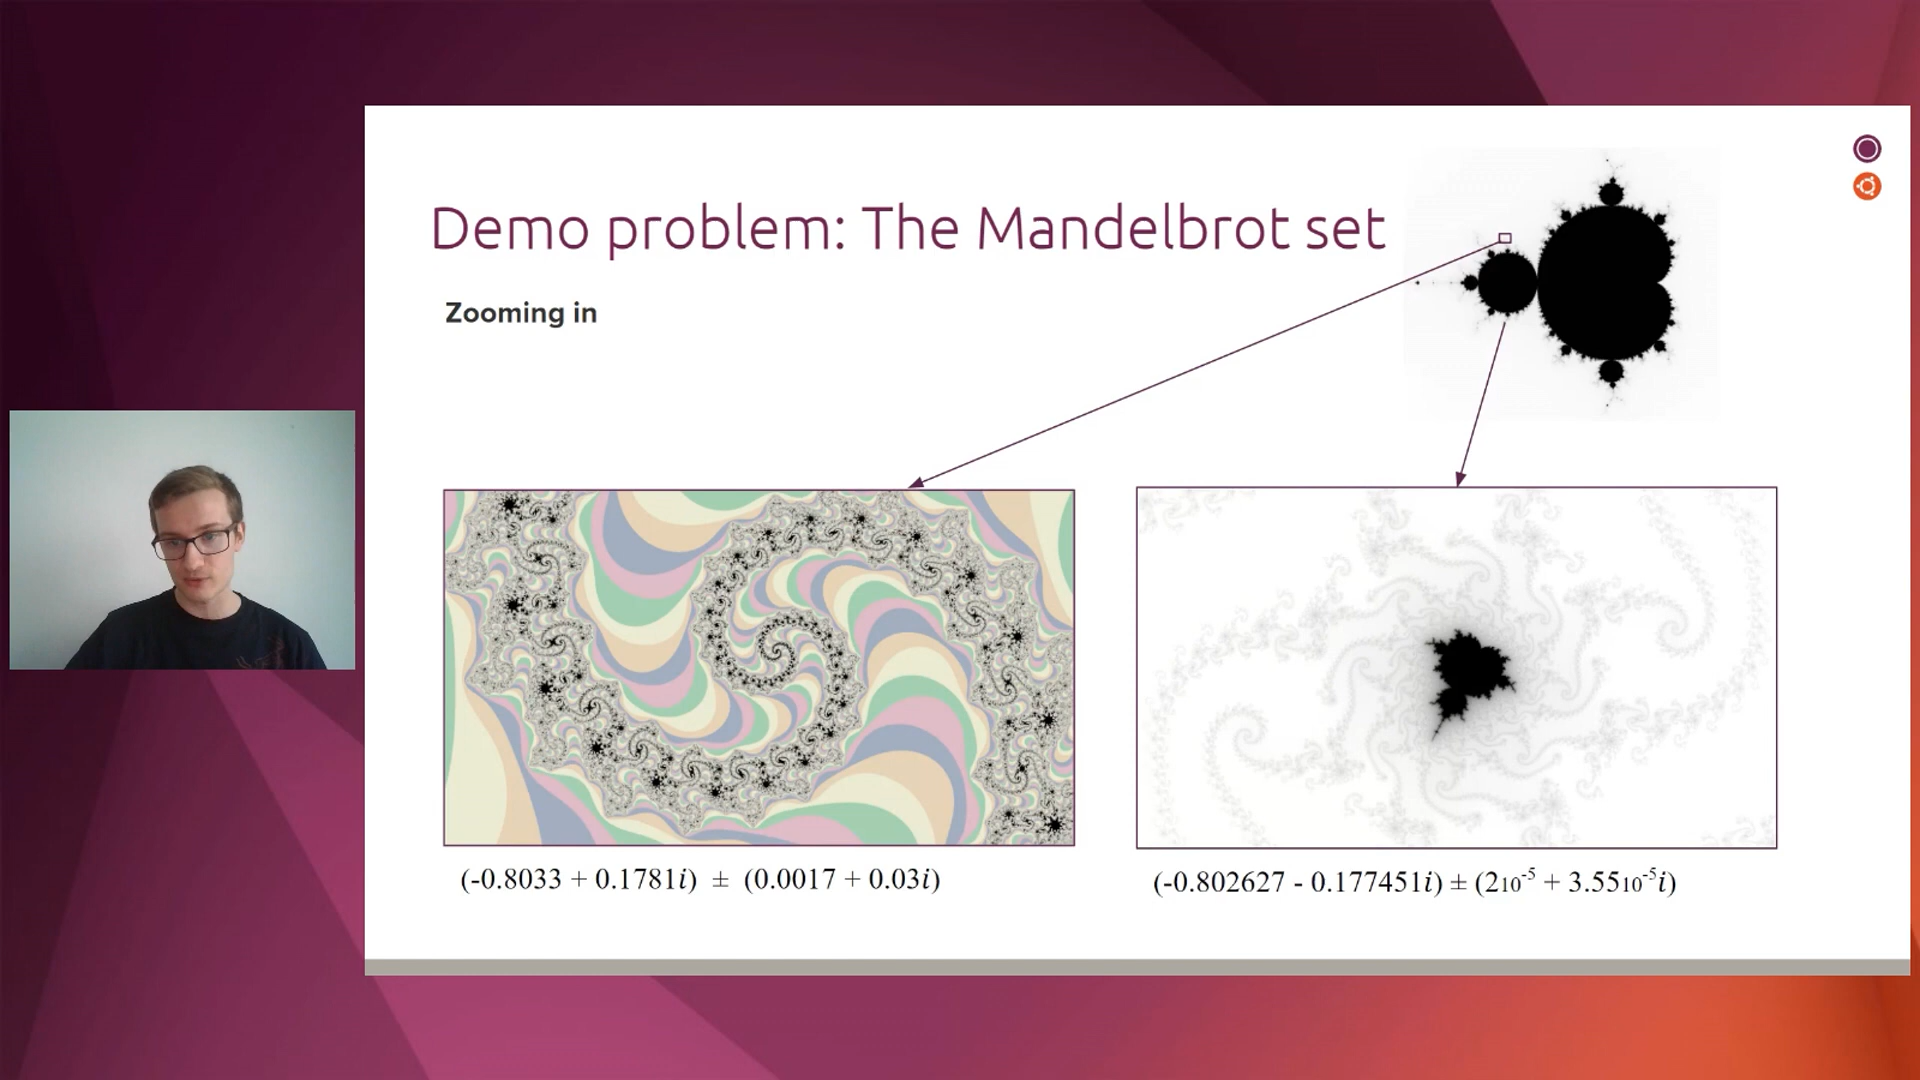 Demo problem: The Mandelbrot set
Zooming in
(-0.8033 + 0.1781i) ± (0.0017 + 0.03i)
(-0.802627 - 0.177451i) ± (2₁₀⁻⁵ + 3.55₁₀⁻⁵i)